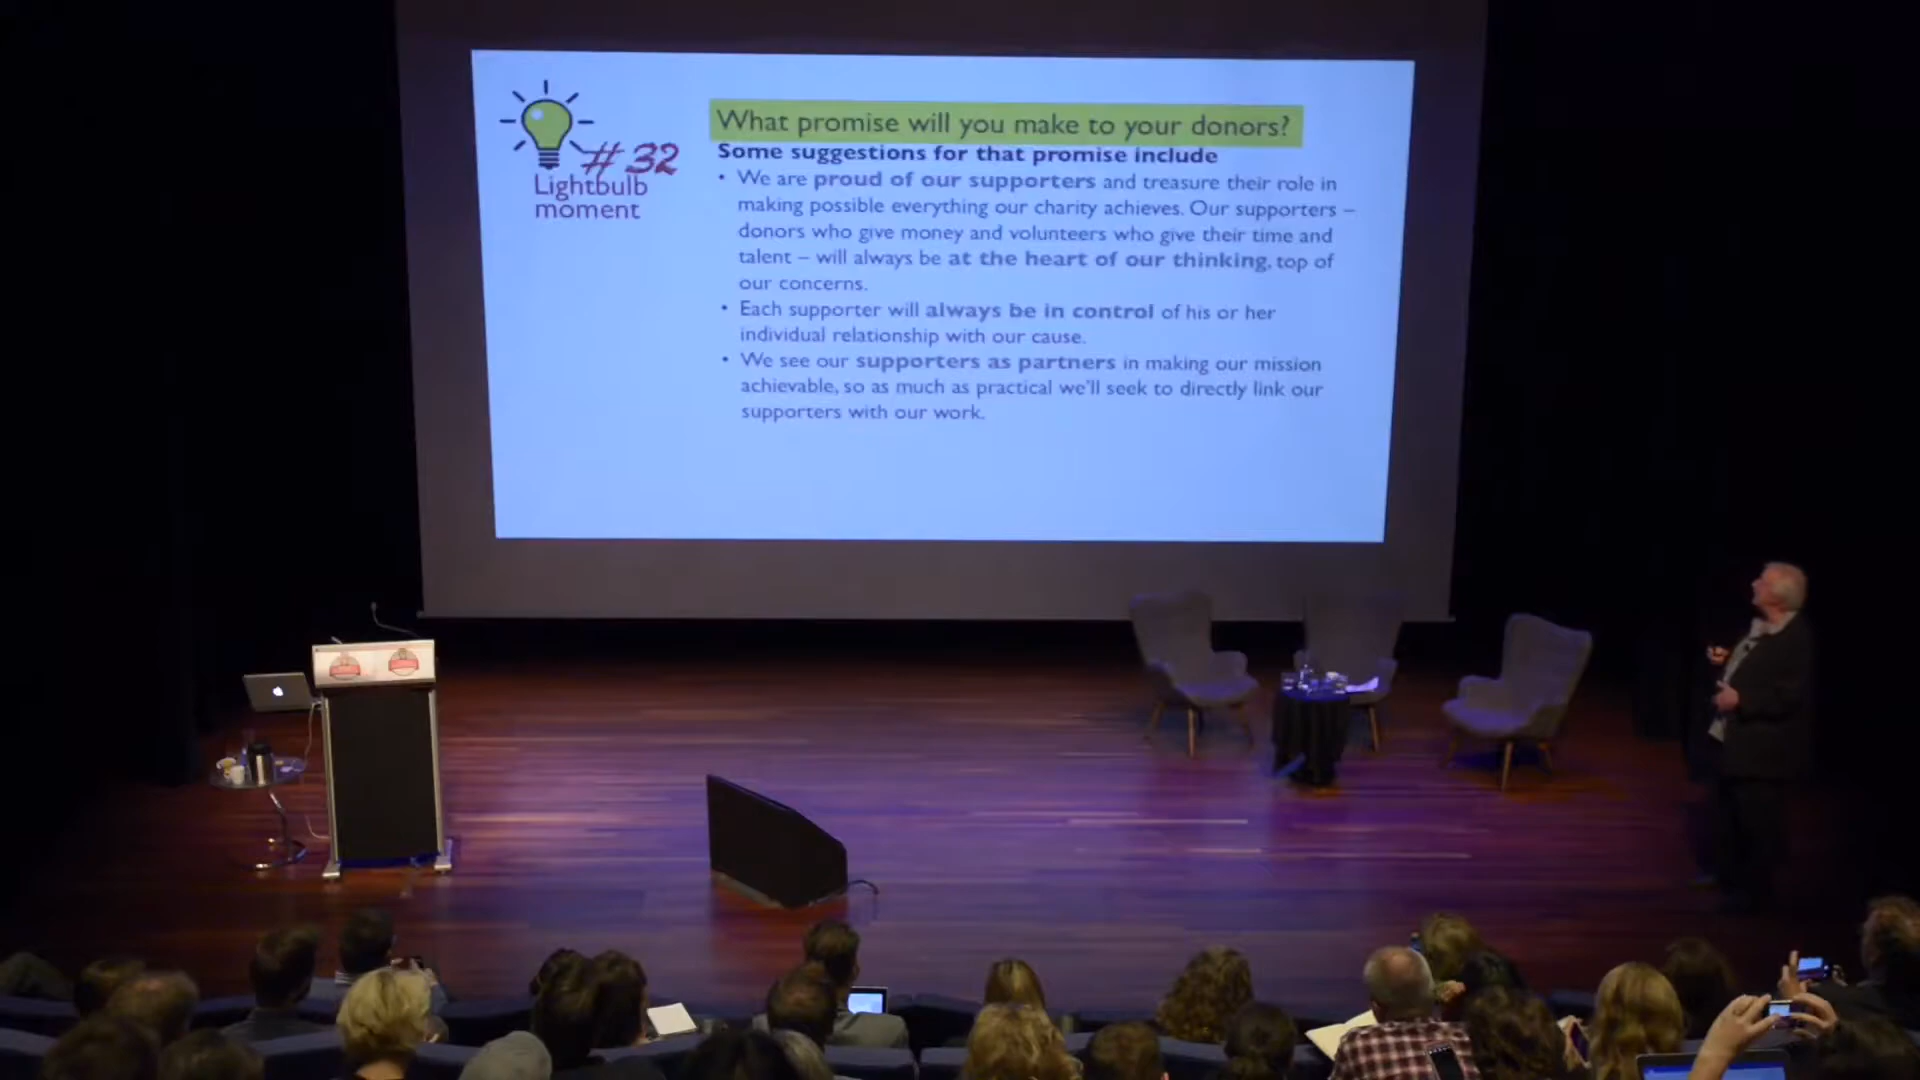 What promise will you make to your donors?
#32
Lightbulb
moment
Some suggestions for that promise include
• We are proud of our supporters and treasure their role in
making possible everything our charity achieves. Our supporters –
donors who give money and volunteers who give their time and
talent – will always be at the heart of our thinking, top of
our concerns.
• Each supporter will always be in control of his or her
individual relationship with our cause.
• We see our supporters as partners in making our mission
achievable, so as much as practical we'll seek to directly link our
supporters with our work.